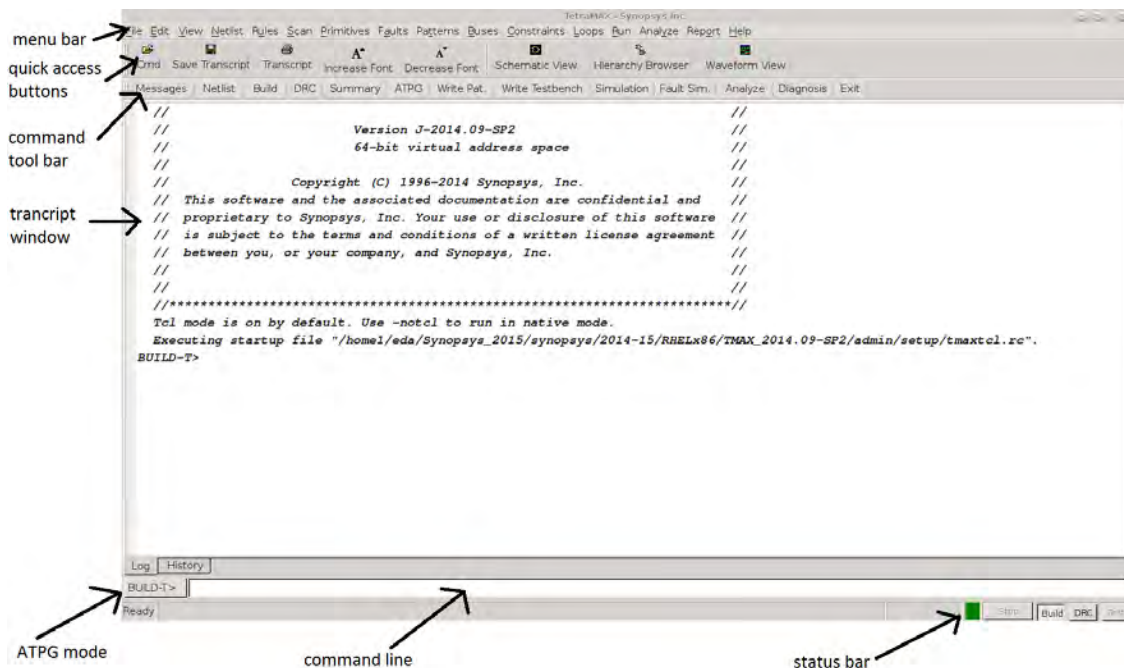 TetraMAX - Synopsys Inc.
menu bar
File Edit View Netlist Rules Scan Primitives Faults Patterns Buses Constraints Loops Run Analyze Report Help
quick access
buttons
Cmd Save Transcript Transcript Increase Font Decrease Font Schematic View Hierarchy Browser Waveform View
Messages Netlist Build DRC Summary ATPG Write Pat. Write Testbench Simulation Fault Sim. Analyze Diagnosis Exit
command
tool bar
trancript
window
// //
// Version J-2014.09-SP2 //
// 64-bit virtual address space //
// //
// Copyright (C) 1996-2014 Synopsys, Inc. //
// This software and the associated documentation are confidential and //
// proprietary to Synopsys, Inc. Your use or disclosure of this software //
// is subject to the terms and conditions of a written license agreement //
// between you, or your company, and Synopsys, Inc. //
// //
// //
//************************************************************************//
Tcl mode is on by default. Use -notcl to run in native mode.
Executing startup file "/home1/eda/Synopsys_2015/synopsys/2014-15/RHELx86/TMAX_2014.09-SP2/admin/setup/tmaxtcl.rc".
BUILD-T>
Log History
BUILD-T>
Ready
Stop Build DRC
ATPG mode
command line
status bar